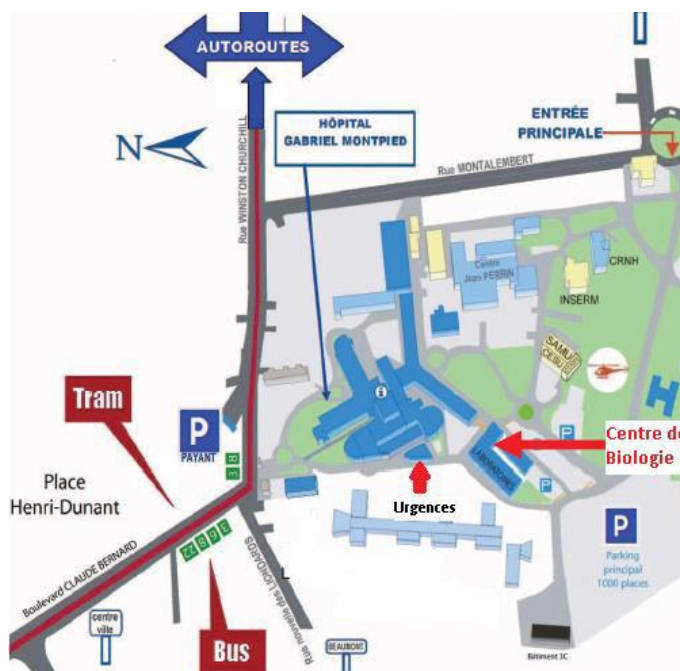 AUTOROUTES
N
HÔPITAL
GABRIEL MONTPIED
ENTRÉE
PRINCIPALE
Rue WINSTON CHURCHILL
Rue MONTALEMBERT
Centre
Jean PERRIN
CRNH
INSERM
SAMU
CESU
H
i
Tram
P
PAYANT
3 8
Place
Henri-Dunant
Centre de
Biologie
LABORATOIRES
P
P
Urgences
Boulevard CLAUDE BERNARD
3 6 8 22
Rue nouvelle des LIONDARDS
L
P
Parking
principal
1000 places
centre
ville
Bus
BEAUMONT
Bâtiment 3C